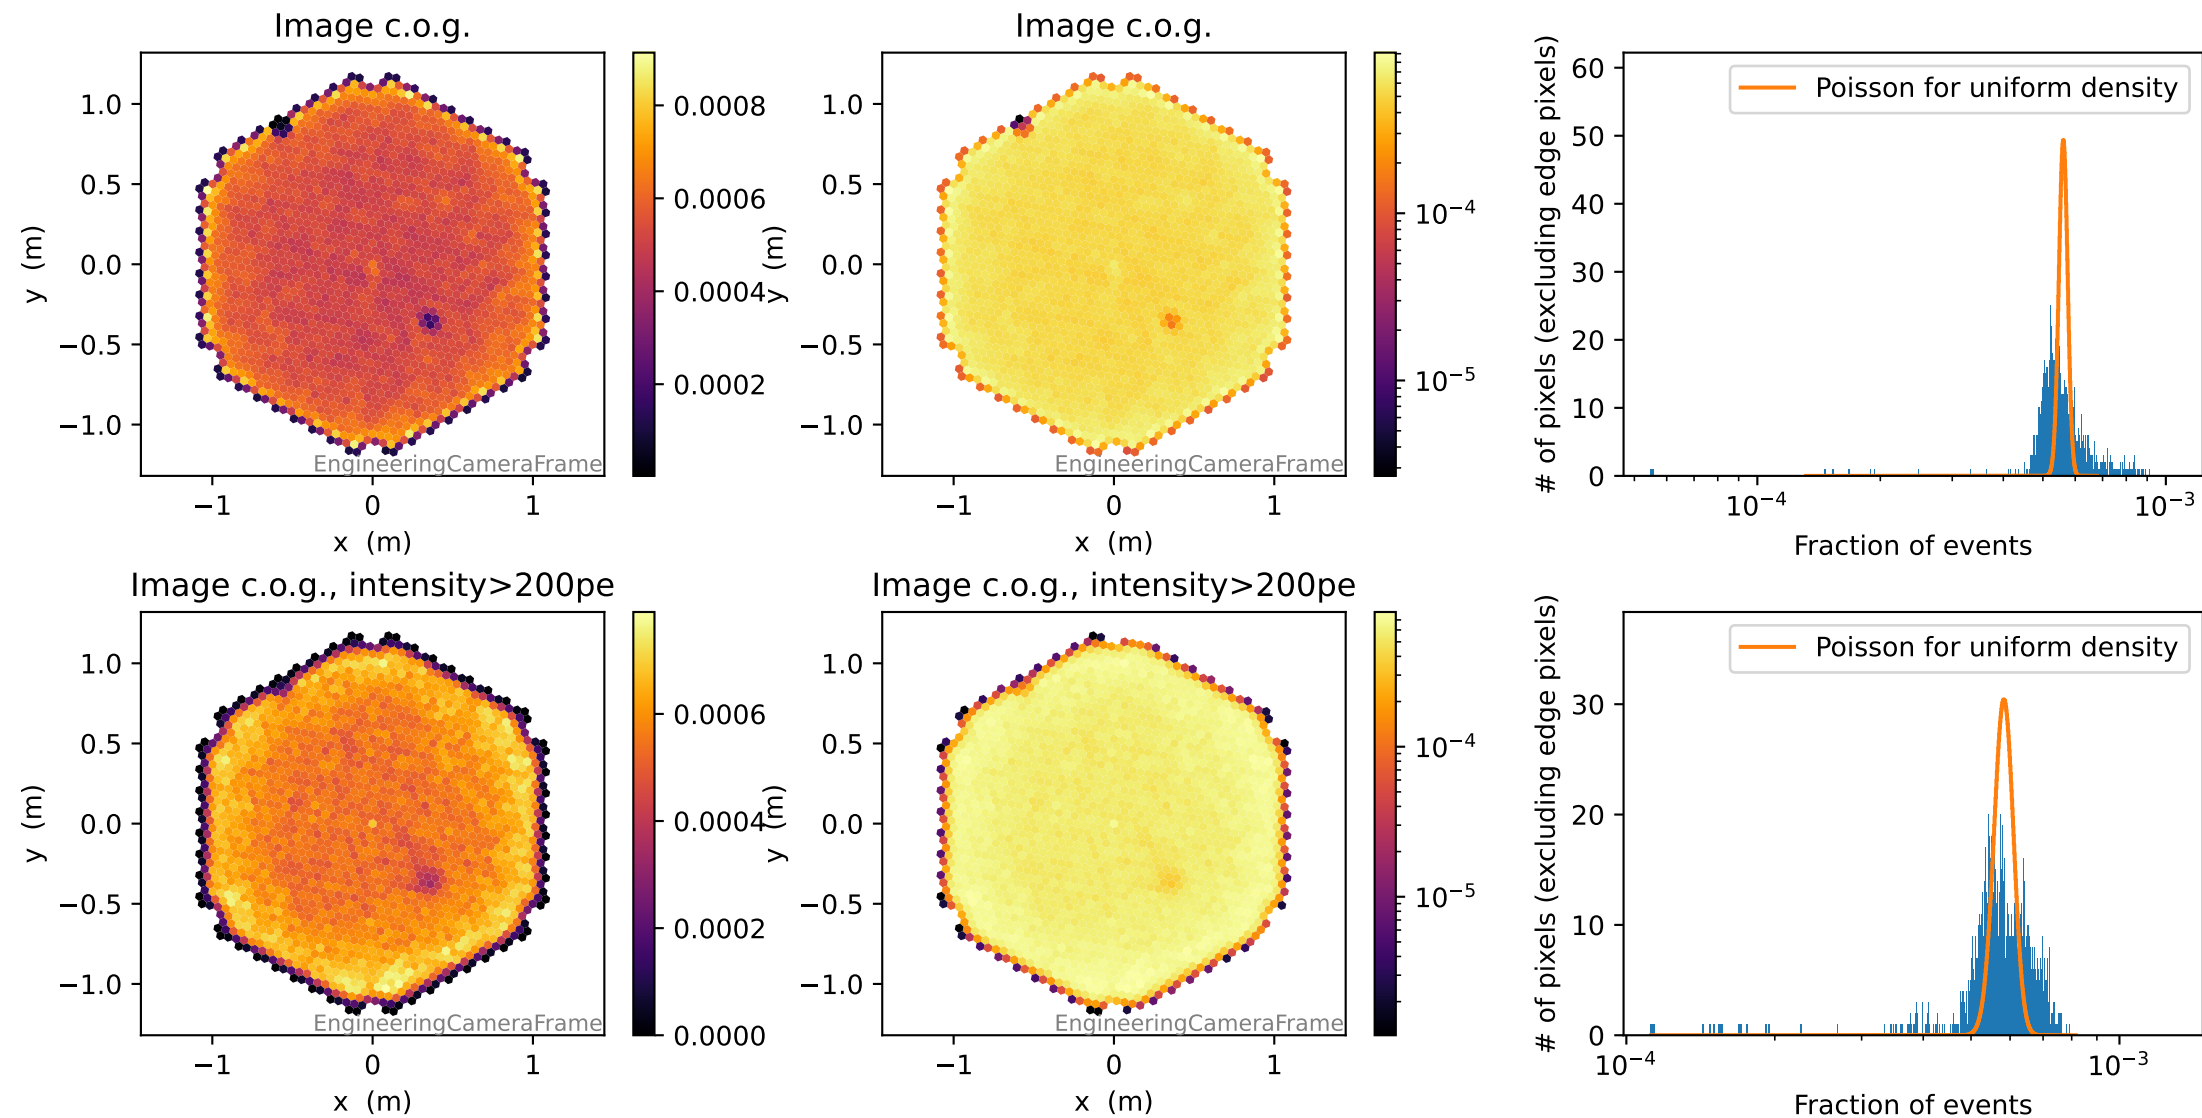 Image c.o.g.
1.0
0.5
0.0
−0.5
−1.0
y (m)
−1 0 1
x (m)
EngineeringCameraFrame
0.0008
0.0006
0.0004
0.0002
Image c.o.g.
1.0
0.5
0.0
−0.5
−1.0
y (m)
−1 0 1
x (m)
EngineeringCameraFrame
10−4
10−5
60
50
40
30
20
10
0
# of pixels (excluding edge pixels)
Poisson for uniform density
10−4 10−3
Fraction of events
Image c.o.g., intensity>200pe
1.0
0.5
0.0
−0.5
−1.0
y (m)
−1 0 1
x (m)
EngineeringCameraFrame
0.0006
0.0004
0.0002
0.0000
Image c.o.g., intensity>200pe
1.0
0.5
0.0
−0.5
−1.0
y (m)
−1 0 1
x (m)
EngineeringCameraFrame
10−4
10−5
30
20
10
0
# of pixels (excluding edge pixels)
Poisson for uniform density
10−4 10−3
Fraction of events